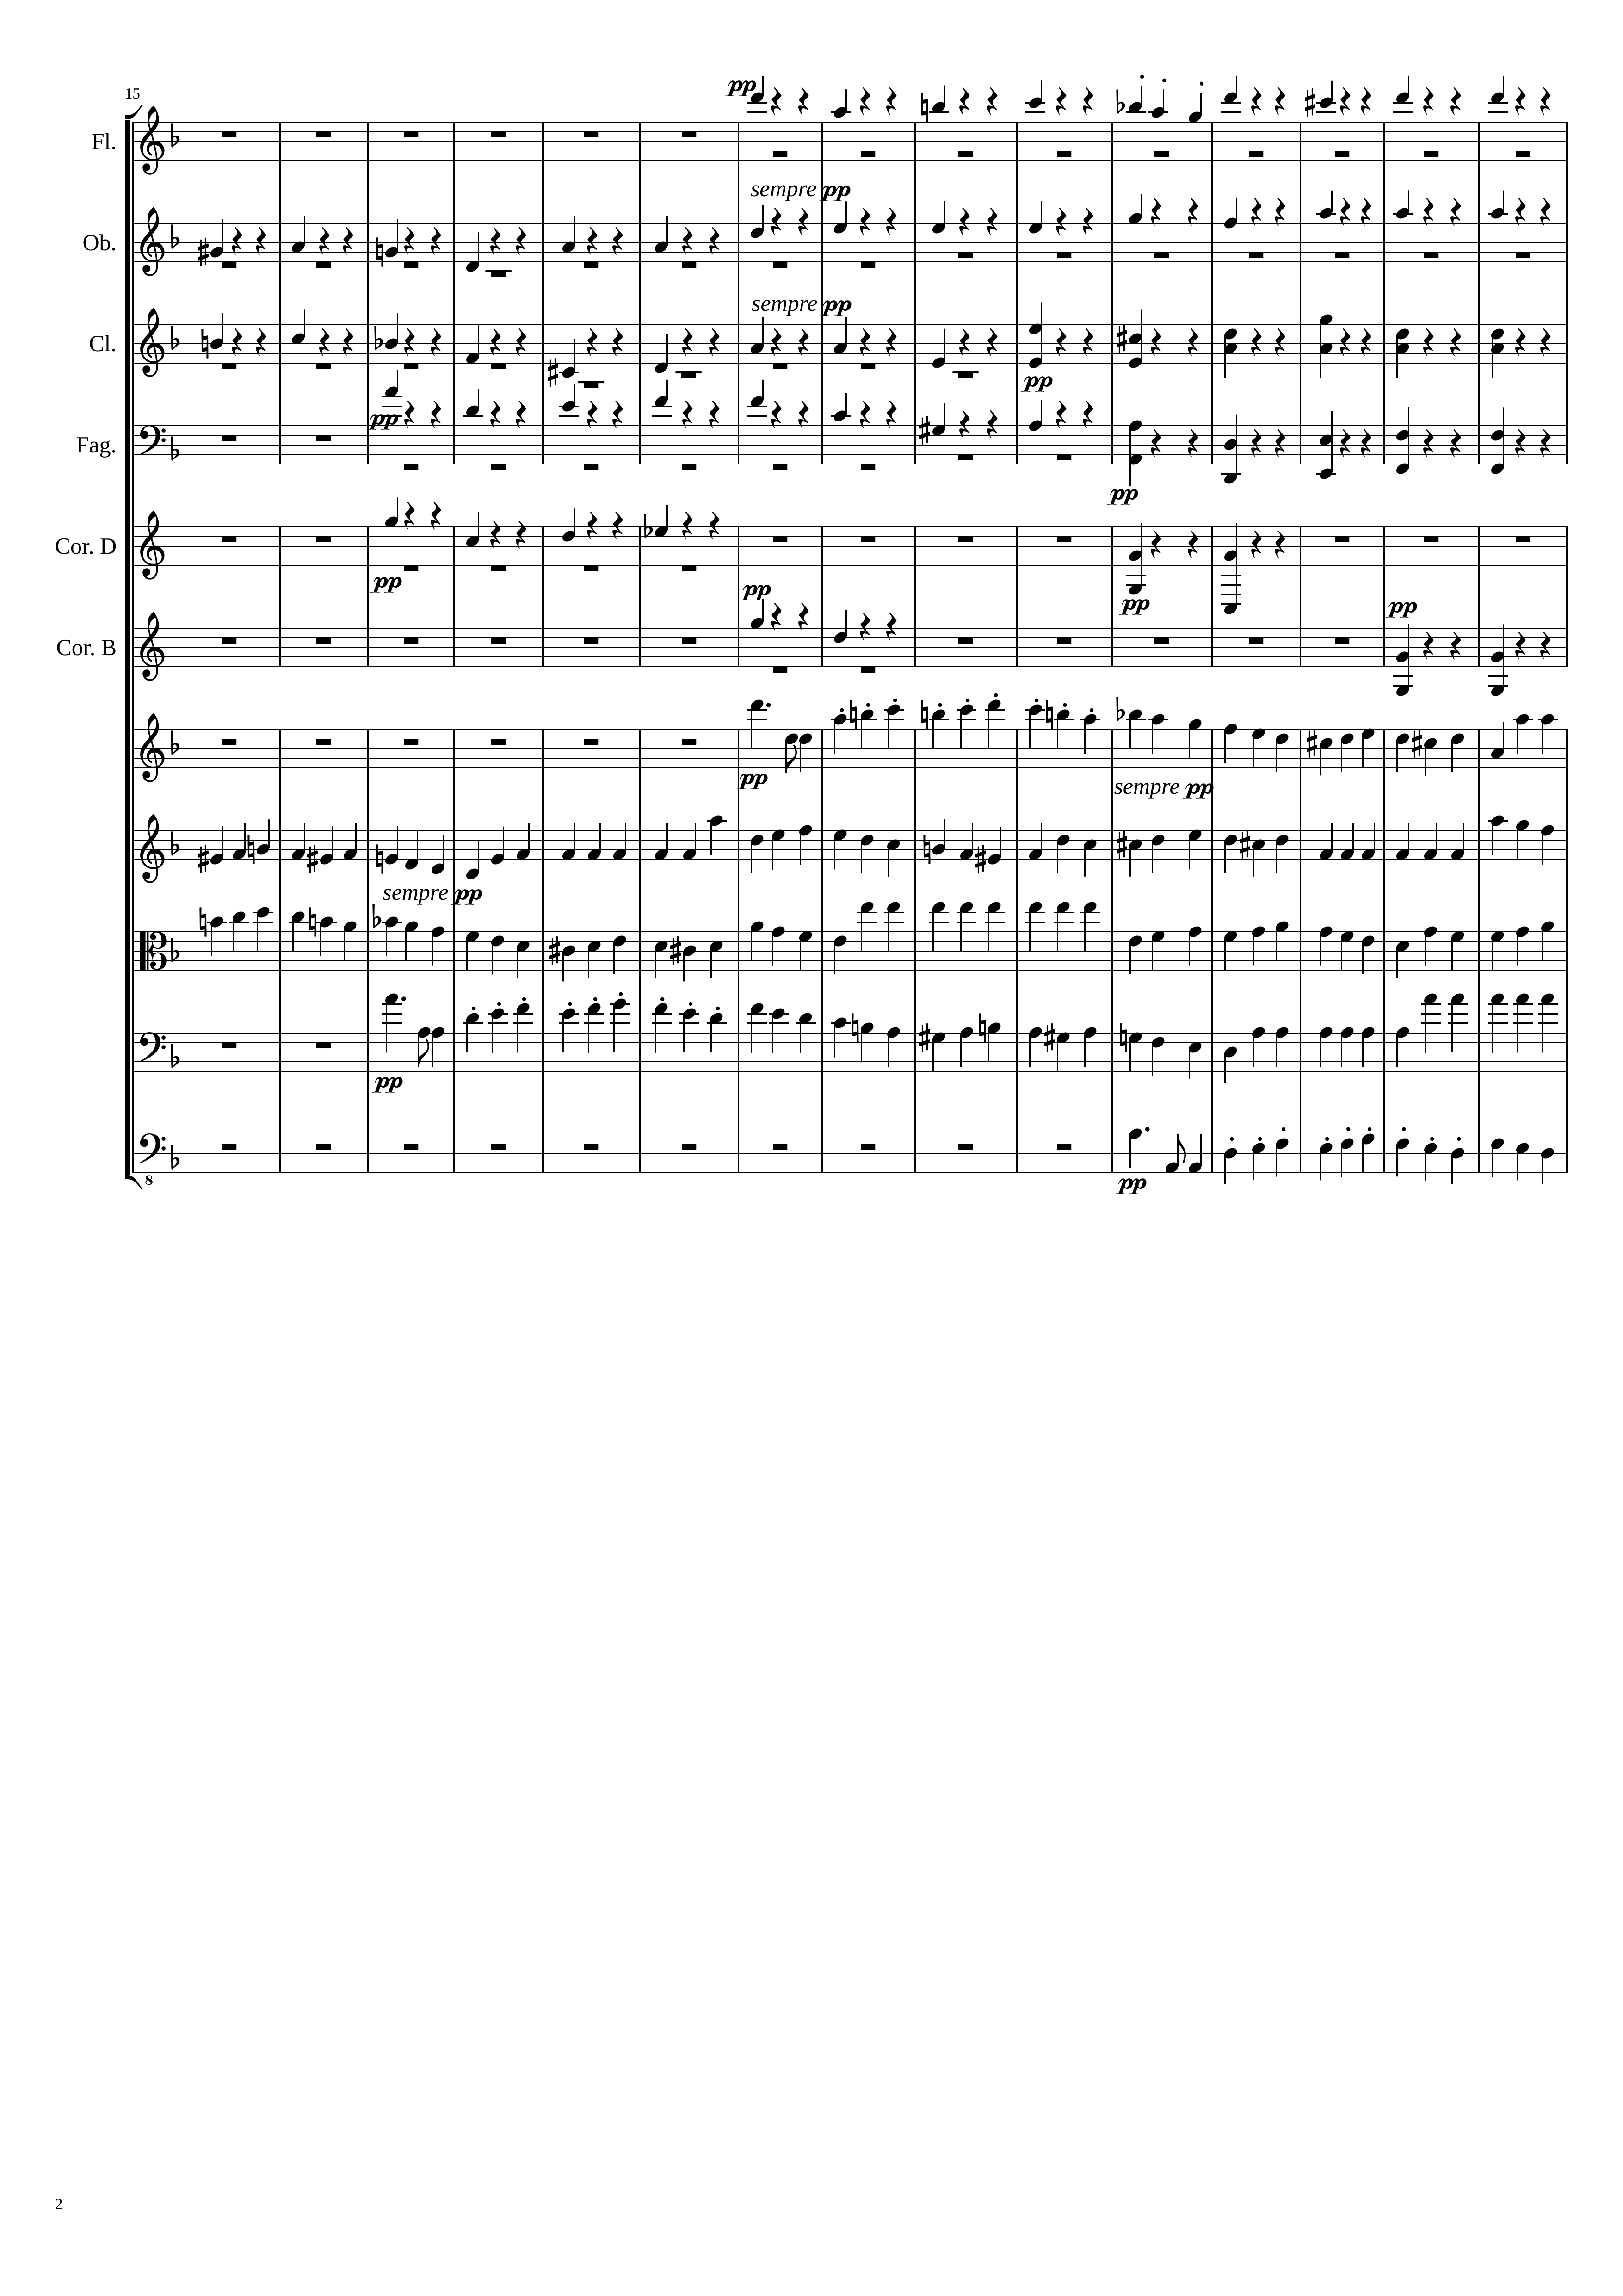 15
pp
Fl.
sempre pp
Ob.
sempre pp
Cl.
pp
pp
Fag.
pp
Cor. D
pp
pp
pp
pp
Cor. B
pp
sempre pp
sempre pp
pp
8
pp
2